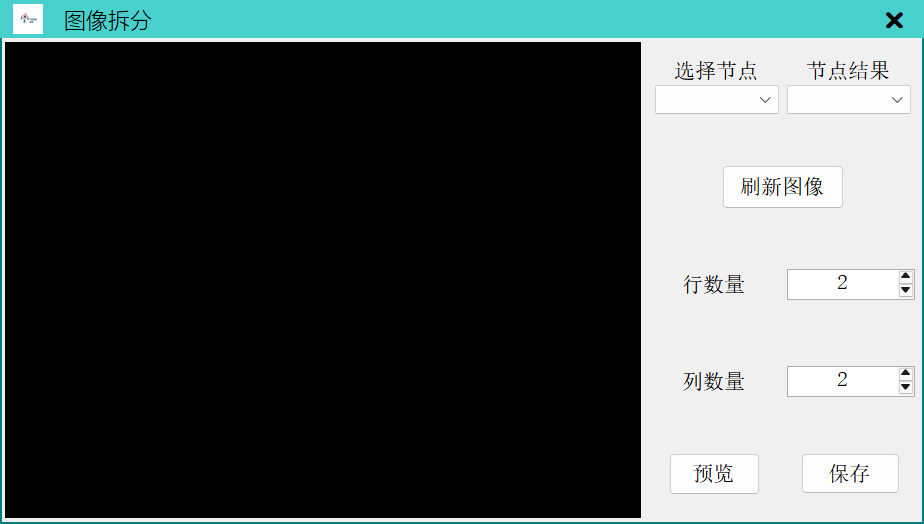 图像拆分
选择节点 节点结果
刷新图像
行数量 2
列数量 2
预览 保存